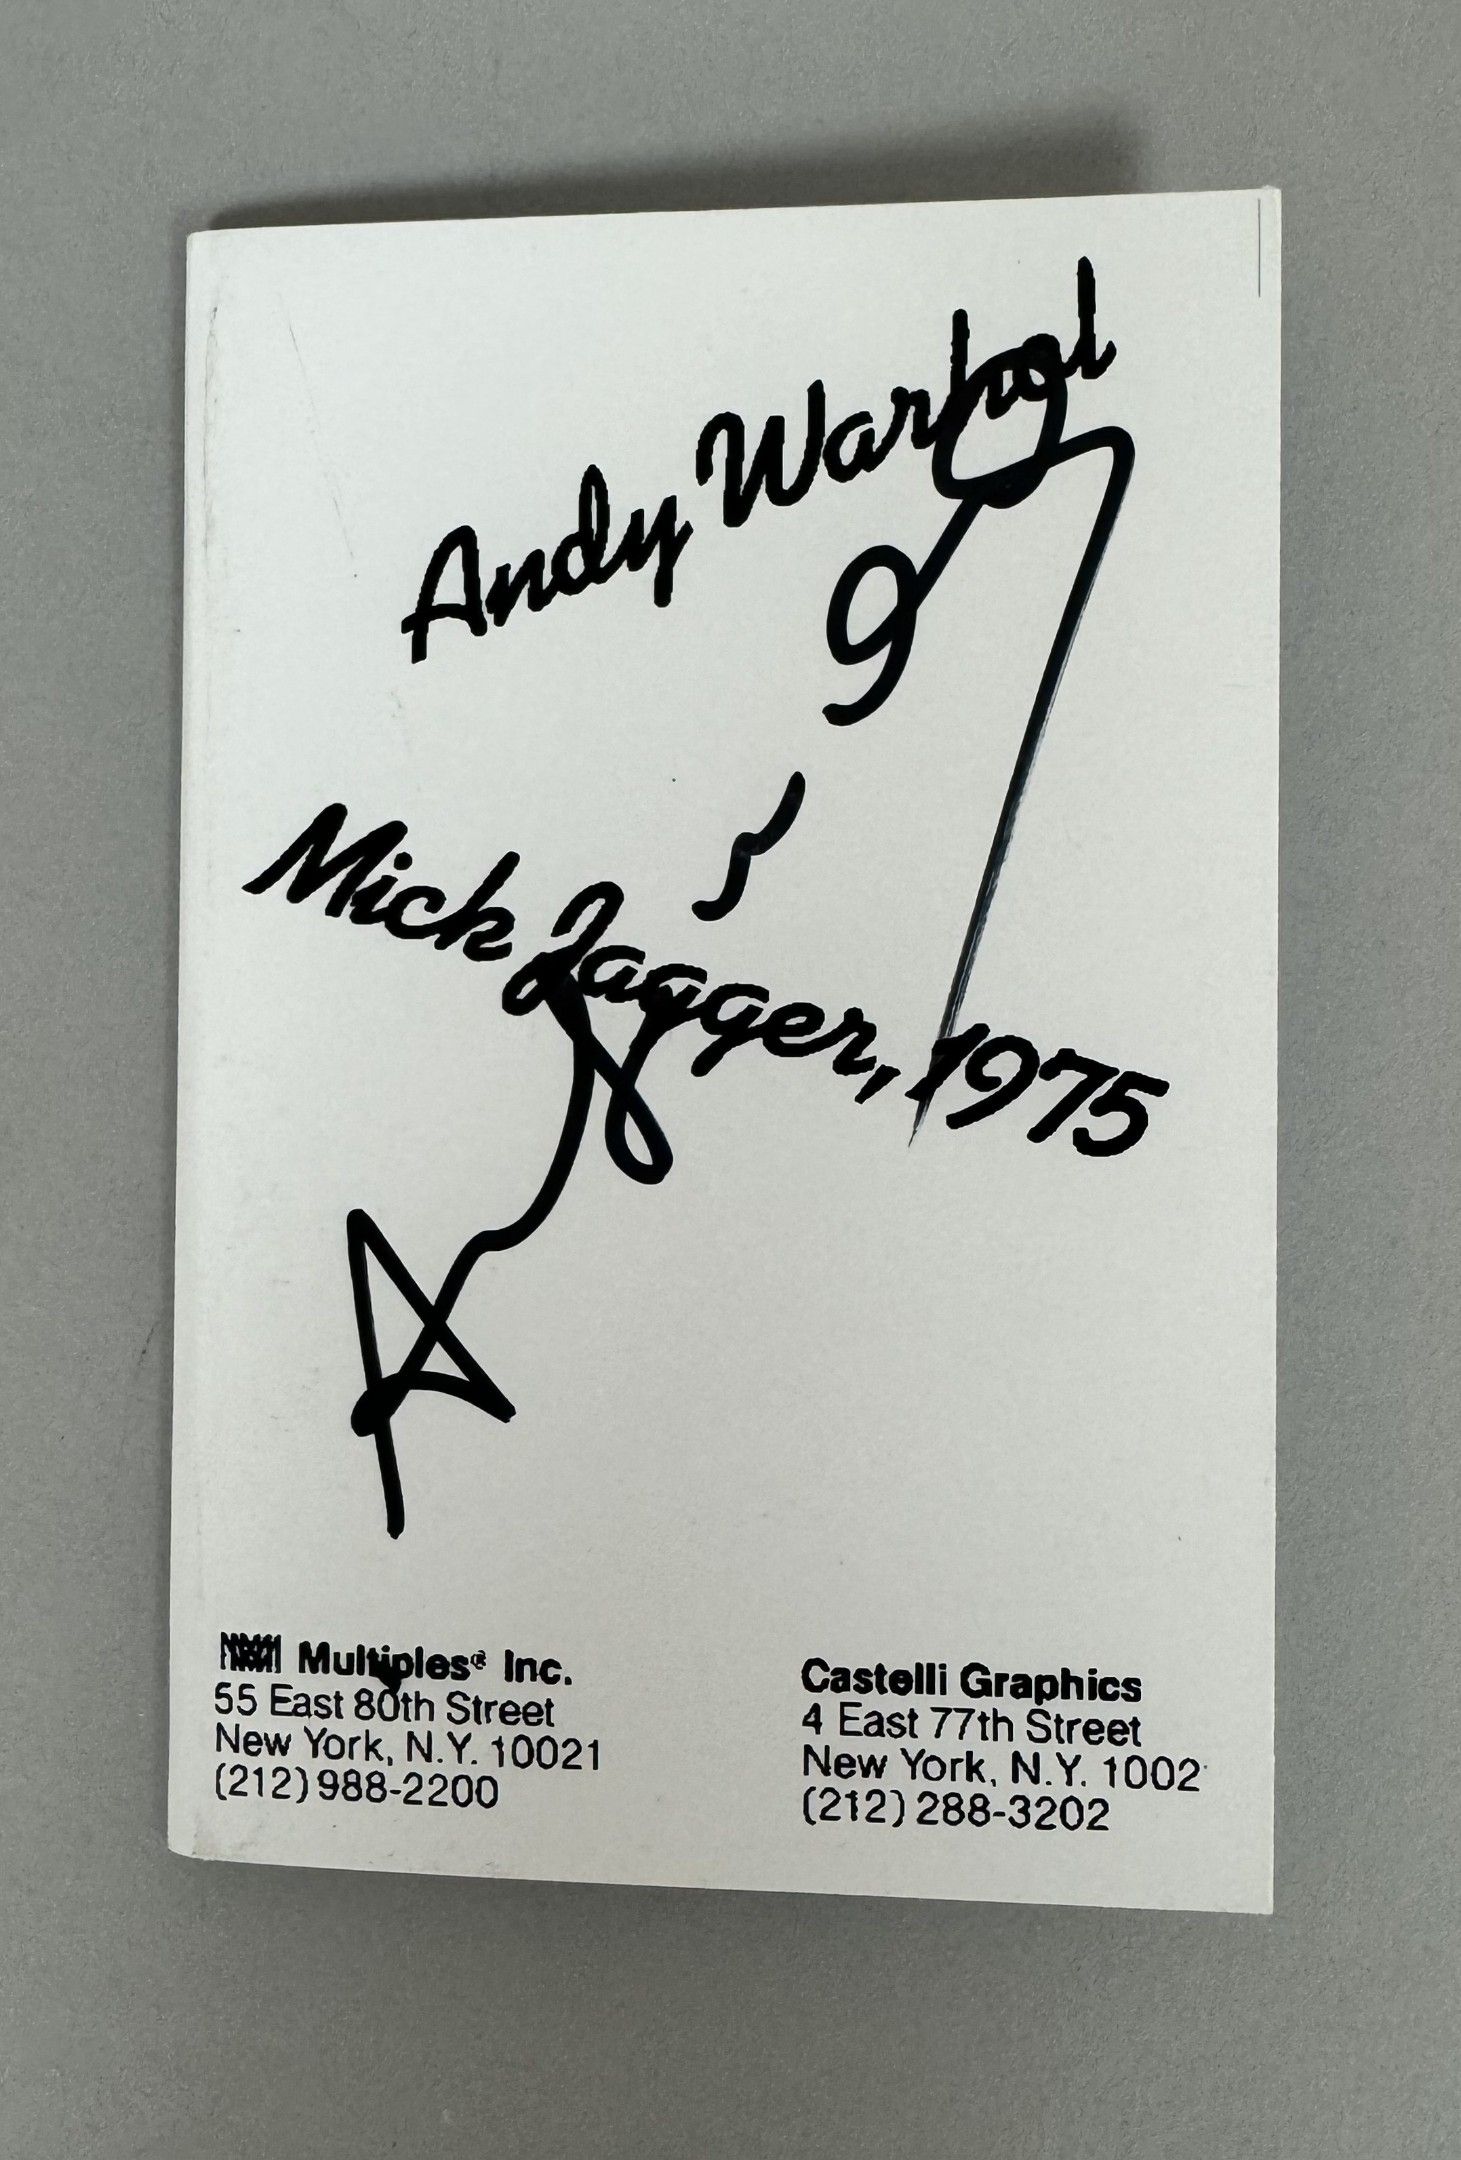 Andy Warhol
Mick Jagger, 1975
Multiples® Inc.
55 East 80th Street
New York, N.Y. 10021
(212) 988-2200
Castelli Graphics
4 East 77th Street
New York, N.Y. 1002
(212) 288-3202